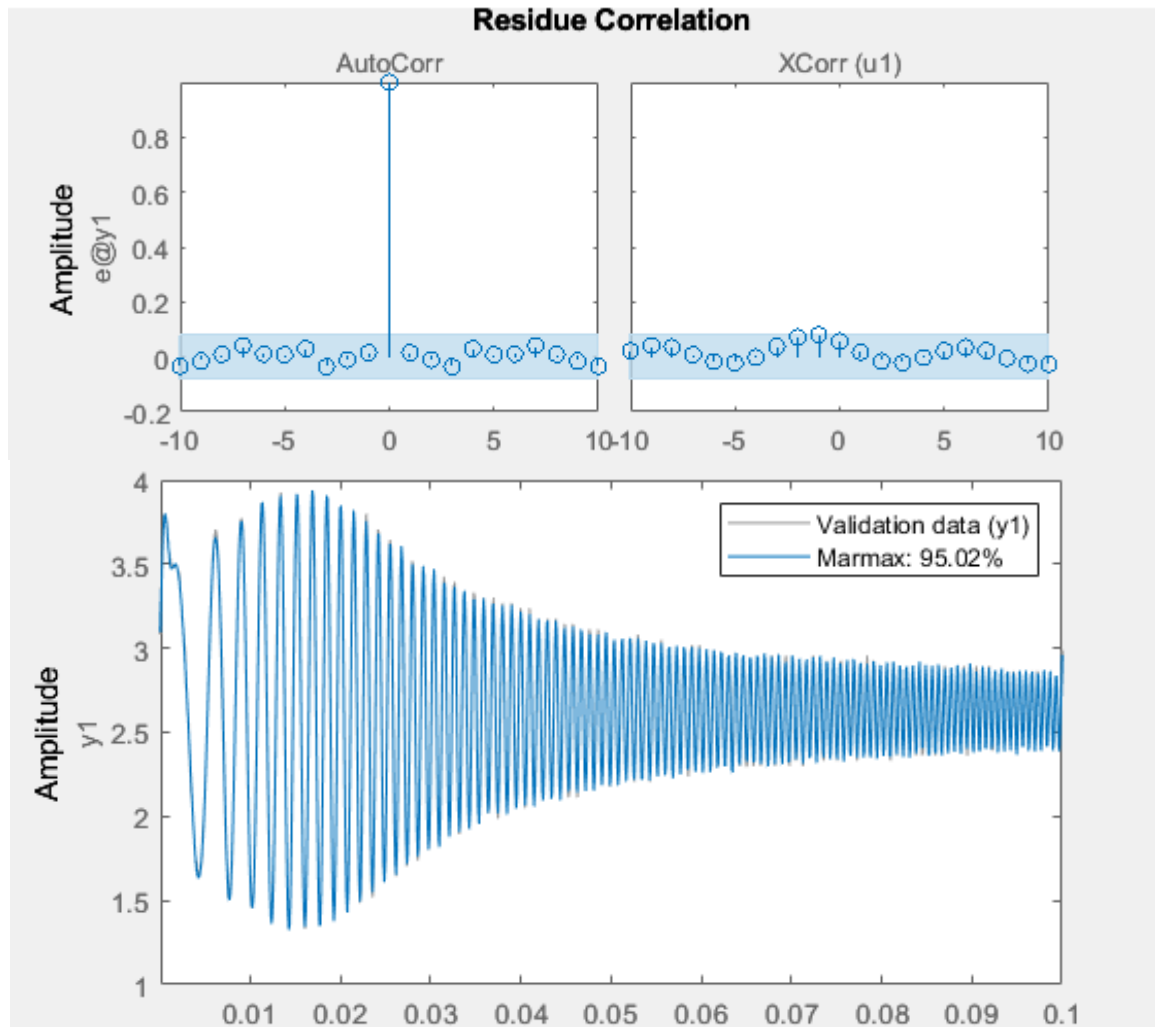 Residue Correlation
AutoCorr
XCorr (u1)
Amplitude
e@y1
0.8
0.6
0.4
0.2
0
-0.2
-10 -5 0 5 10
-10 -5 0 5 10
Amplitude
y1
4
3.5
3
2.5
2
1.5
1
Validation data (y1)
Marmax: 95.02%
0.01 0.02 0.03 0.04 0.05 0.06 0.07 0.08 0.09 0.1